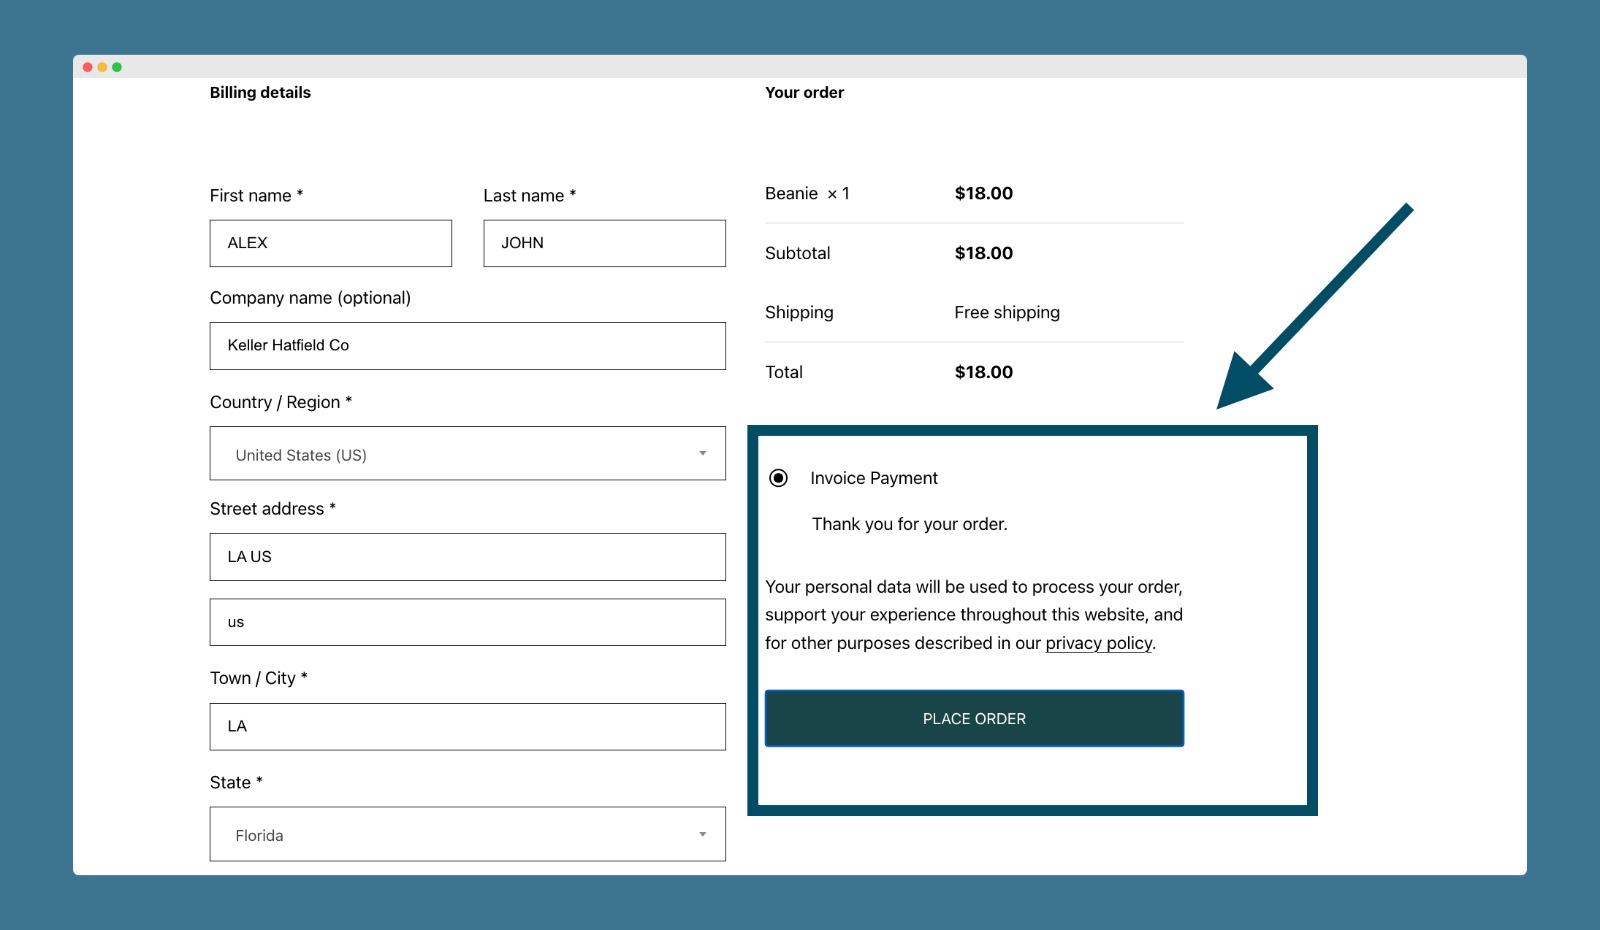 Billing details
First name *
Last name *
ALEX
JOHN
Company name (optional)
Keller Hatfield Co
Country / Region *
United States (US)
Street address *
LA US
us
Town / City *
LA
State *
Florida
Your order
Beanie × 1 $18.00
Subtotal $18.00
Shipping Free shipping
Total $18.00
Invoice Payment
Thank you for your order.
Your personal data will be used to process your order,
support your experience throughout this website, and
for other purposes described in our privacy policy.
PLACE ORDER